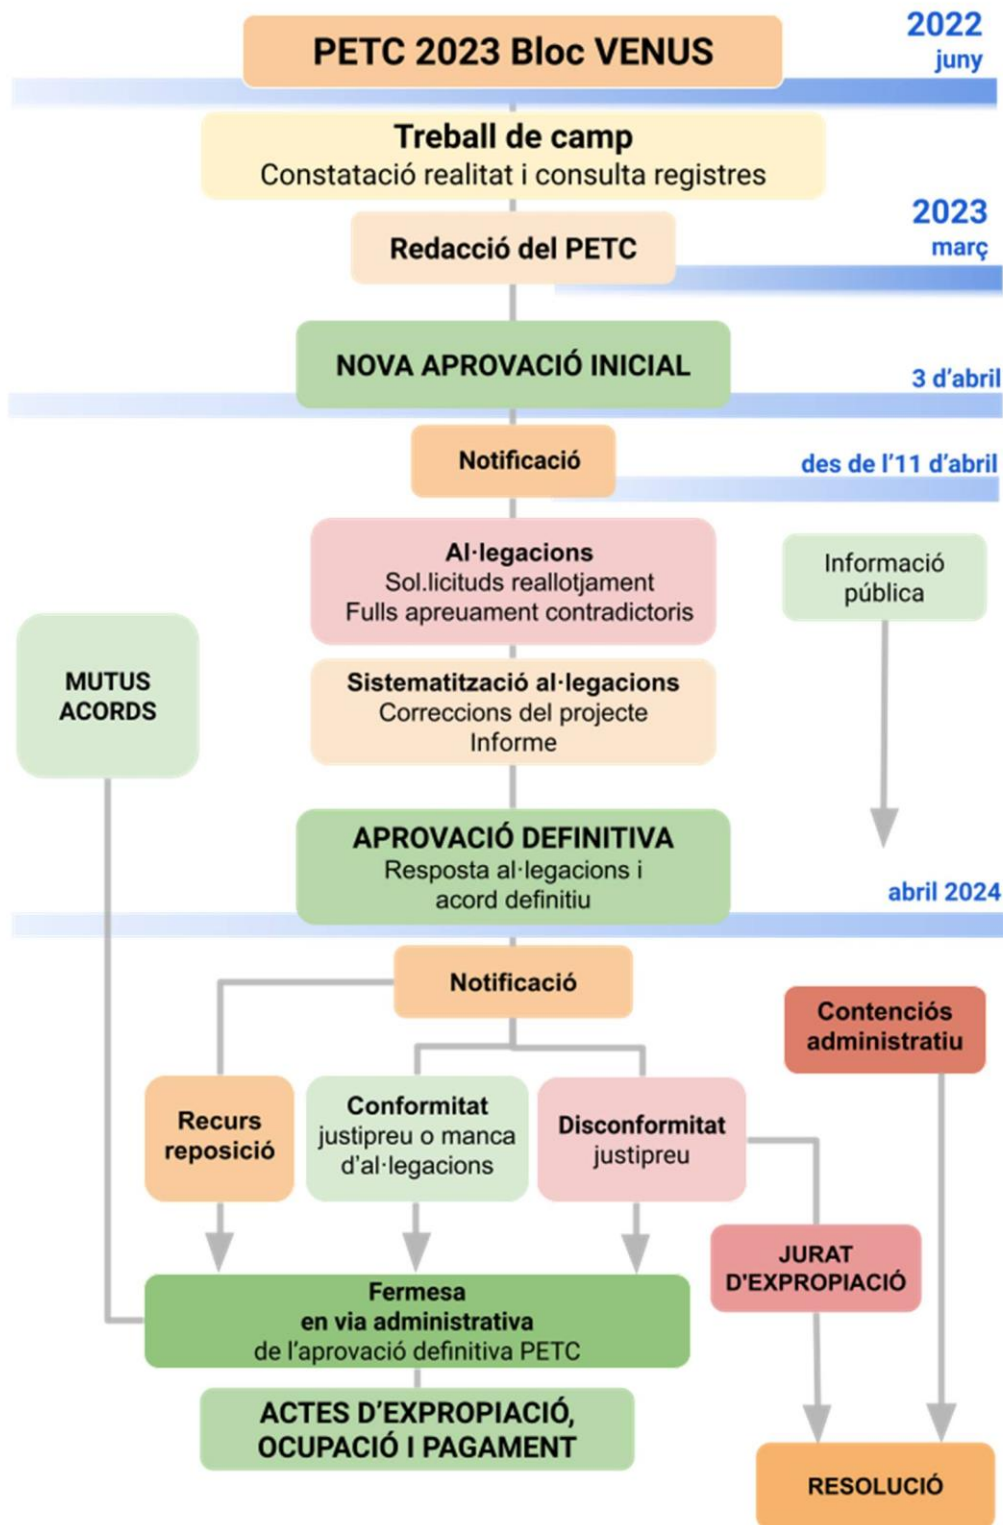 PETC 2023 Bloc VENUS
2022
juny
Treball de camp
Constatació realitat i consulta registres
2023
març
Redacció del PETC
NOVA APROVACIÓ INICIAL
3 d’abril
Notificació
des de l’11 d’abril
Al·legacions
Sol.licituds reallotjament
Fulls apreuament contradictoris
Informació
pública
MUTUS
ACORDS
Sistematització al·legacions
Correccions del projecte
Informe
APROVACIÓ DEFINITIVA
Resposta al·legacions i
acord definitiu
abril 2024
Notificació
Contenciós
administratiu
Recurs
reposició
Conformitat
justipreu o manca
d’al·legacions
Disconformitat
justipreu
JURAT
D'EXPROPIACIÓ
Fermesa
en via administrativa
de l’aprovació definitiva PETC
ACTES D’EXPROPIACIÓ,
OCUPACIÓ I PAGAMENT
RESOLUCIÓ